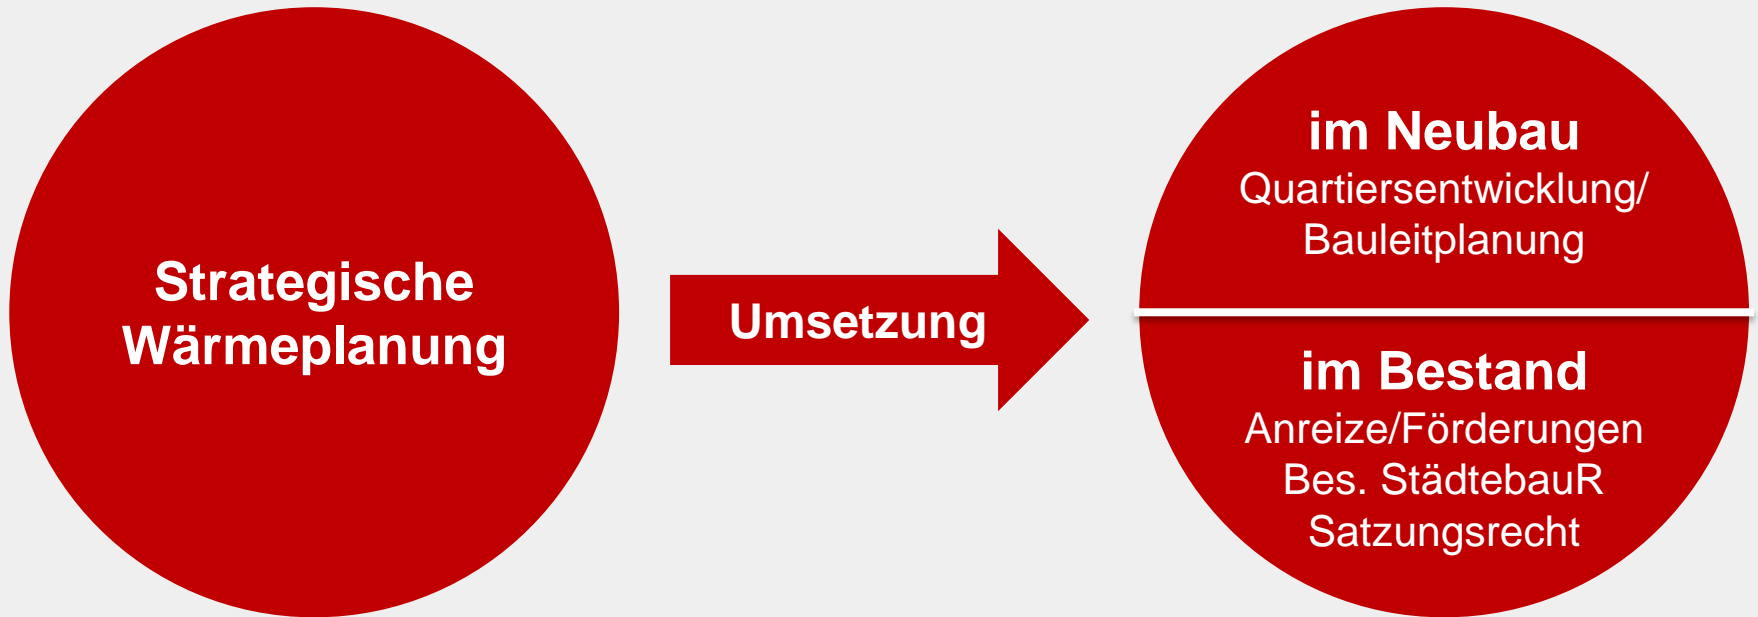 Strategische
Wärmeplanung
Umsetzung
im Neubau
Quartiersentwicklung/
Bauleitplanung
im Bestand
Anreize/Förderungen
Bes. StädtebauR
Satzungsrecht